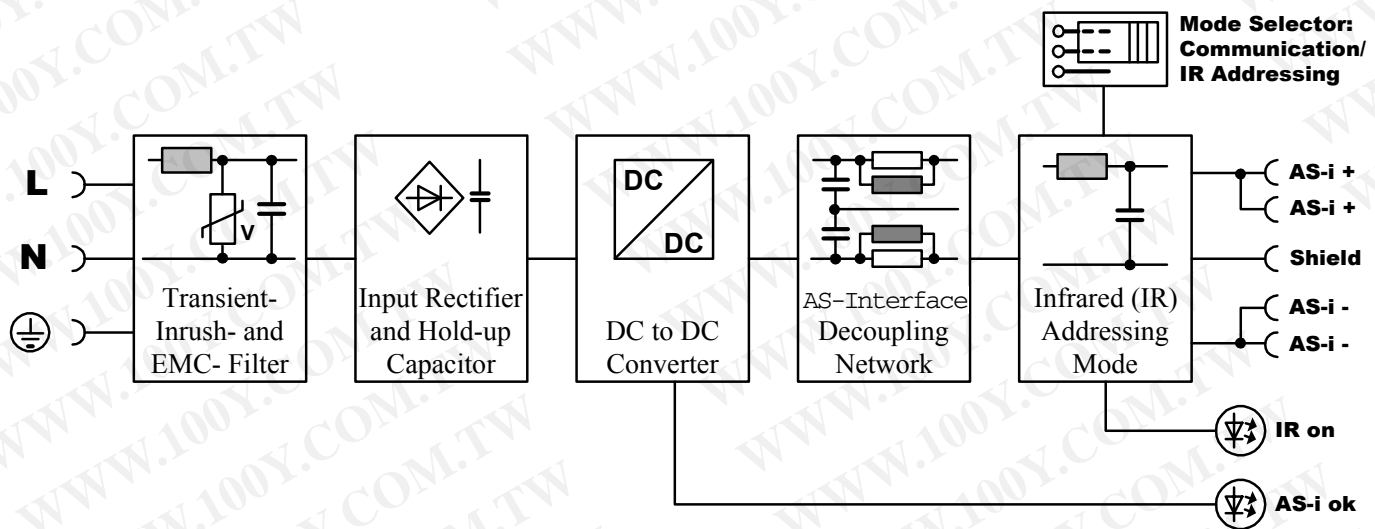 Mode Selector:
Communication/
IR Addressing
L
N
V
Transient-
Inrush- and
EMC- Filter
Input Rectifier
and Hold-up
Capacitor
DC
DC
DC to DC
Converter
AS-Interface
Decoupling
Network
Infrared (IR)
Addressing
Mode
AS-i +
AS-i +
Shield
AS-i -
AS-i -
IR on
AS-i ok
WWW.100Y.COM.TW